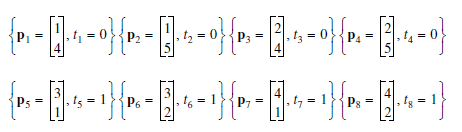 {p₁ = [1 4], t₁ = 0} {p₂ = [1 5], t₂ = 0} {p₃ = [2 4], t₃ = 0} {p₄ = [2 5], t₄ = 0}
{p₅ = [3 1], t₅ = 1} {p₆ = [3 2], t₆ = 1} {p₇ = [4 1], t₇ = 1} {p₈ = [4 2], t₈ = 1}